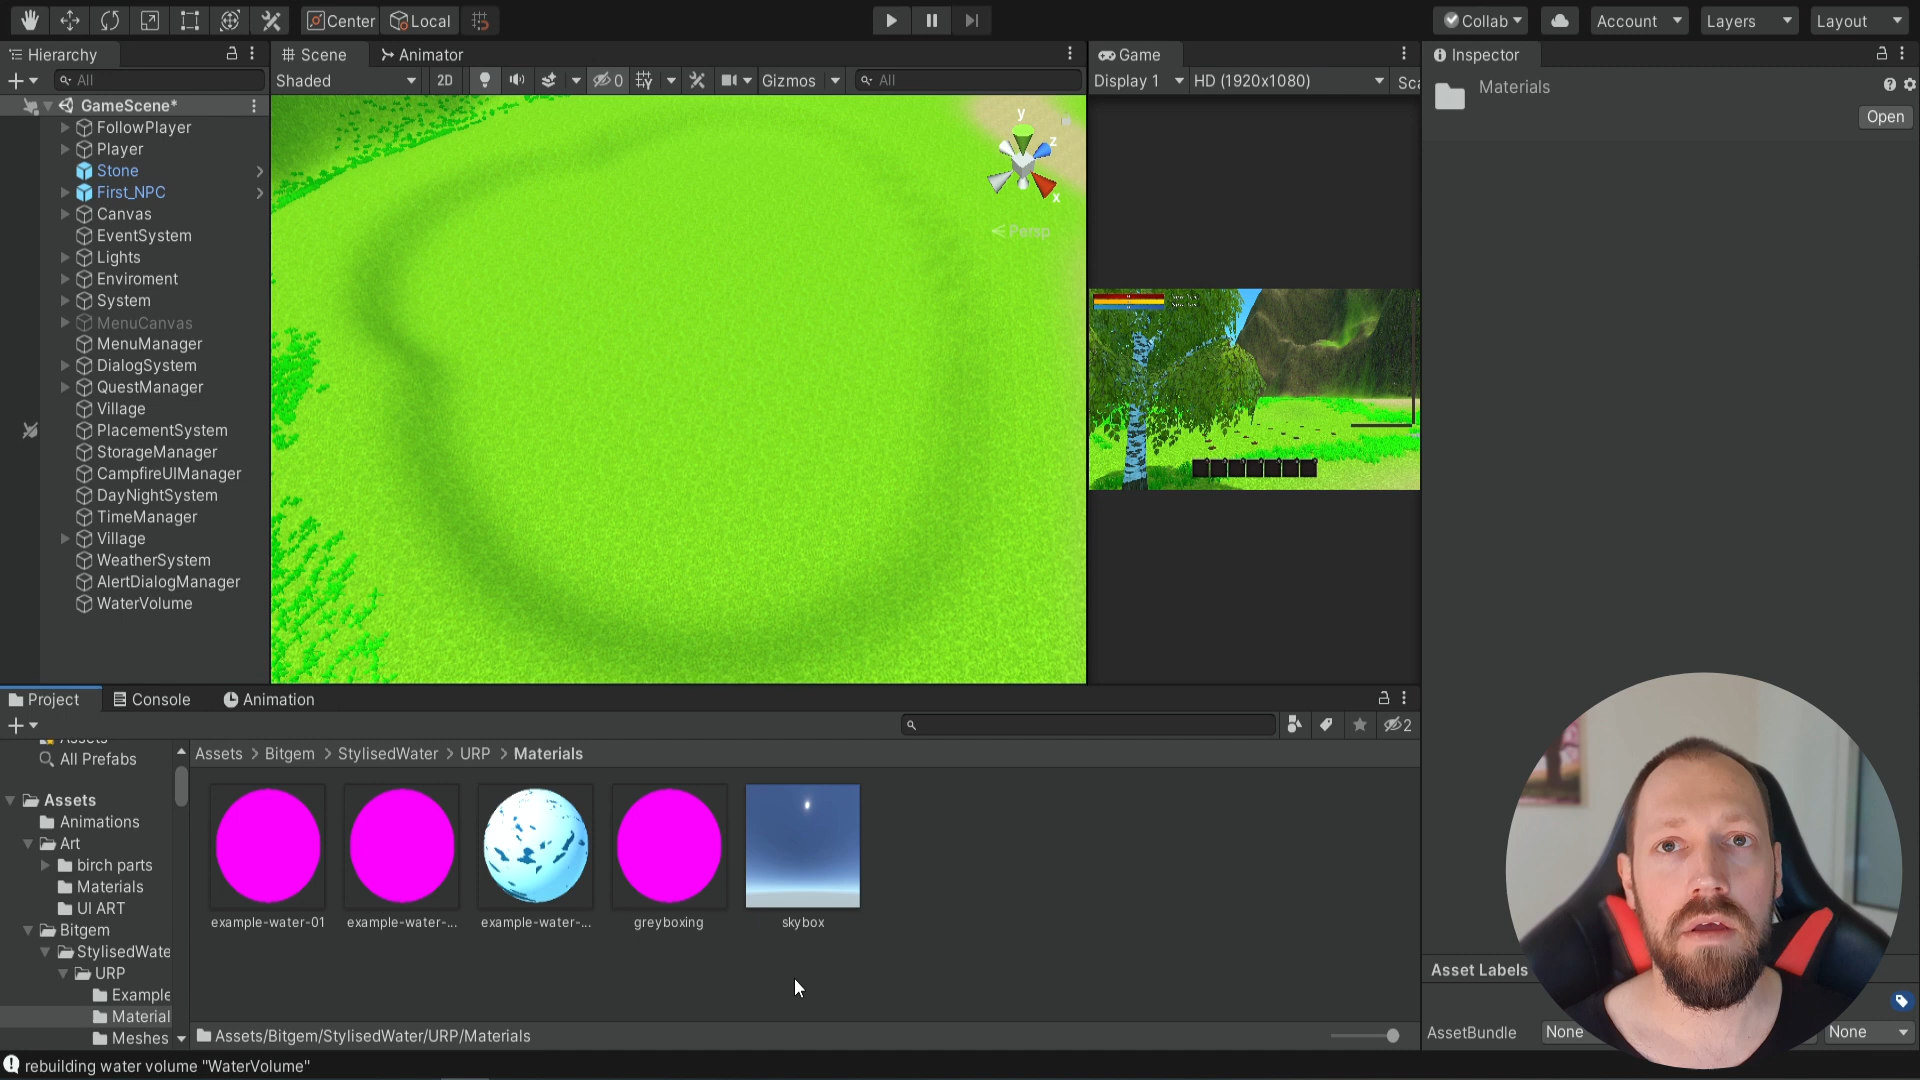 Center
Local
Collab
Account
Layers
Layout
Hierarchy
Scene
Animator
Game
Inspector
All
Shaded
2D
0
Gizmos
All
Display 1
HD (1920x1080)
Sca
Materials
Open
GameScene*
FollowPlayer
Player
Stone
First_NPC
Canvas
EventSystem
Lights
Enviroment
System
MenuCanvas
MenuManager
DialogSystem
QuestManager
Village
PlacementSystem
StorageManager
CampfireUIManager
DayNightSystem
TimeManager
Village
WeatherSystem
AlertDialogManager
WaterVolume
y
z
x
Persp
Project
Console
Animation
2
Assets
All Prefabs
Assets
Animations
Art
birch parts
Materials
UI ART
Bitgem
StylisedWate
URP
Example
Material
Meshes
Assets > Bitgem > StylisedWater > URP > Materials
example-water-01
example-water-...
example-water-...
greyboxing
skybox
Assets/Bitgem/StylisedWater/URP/Materials
Asset Labels
AssetBundle
None
None
rebuilding water volume "WaterVolume"